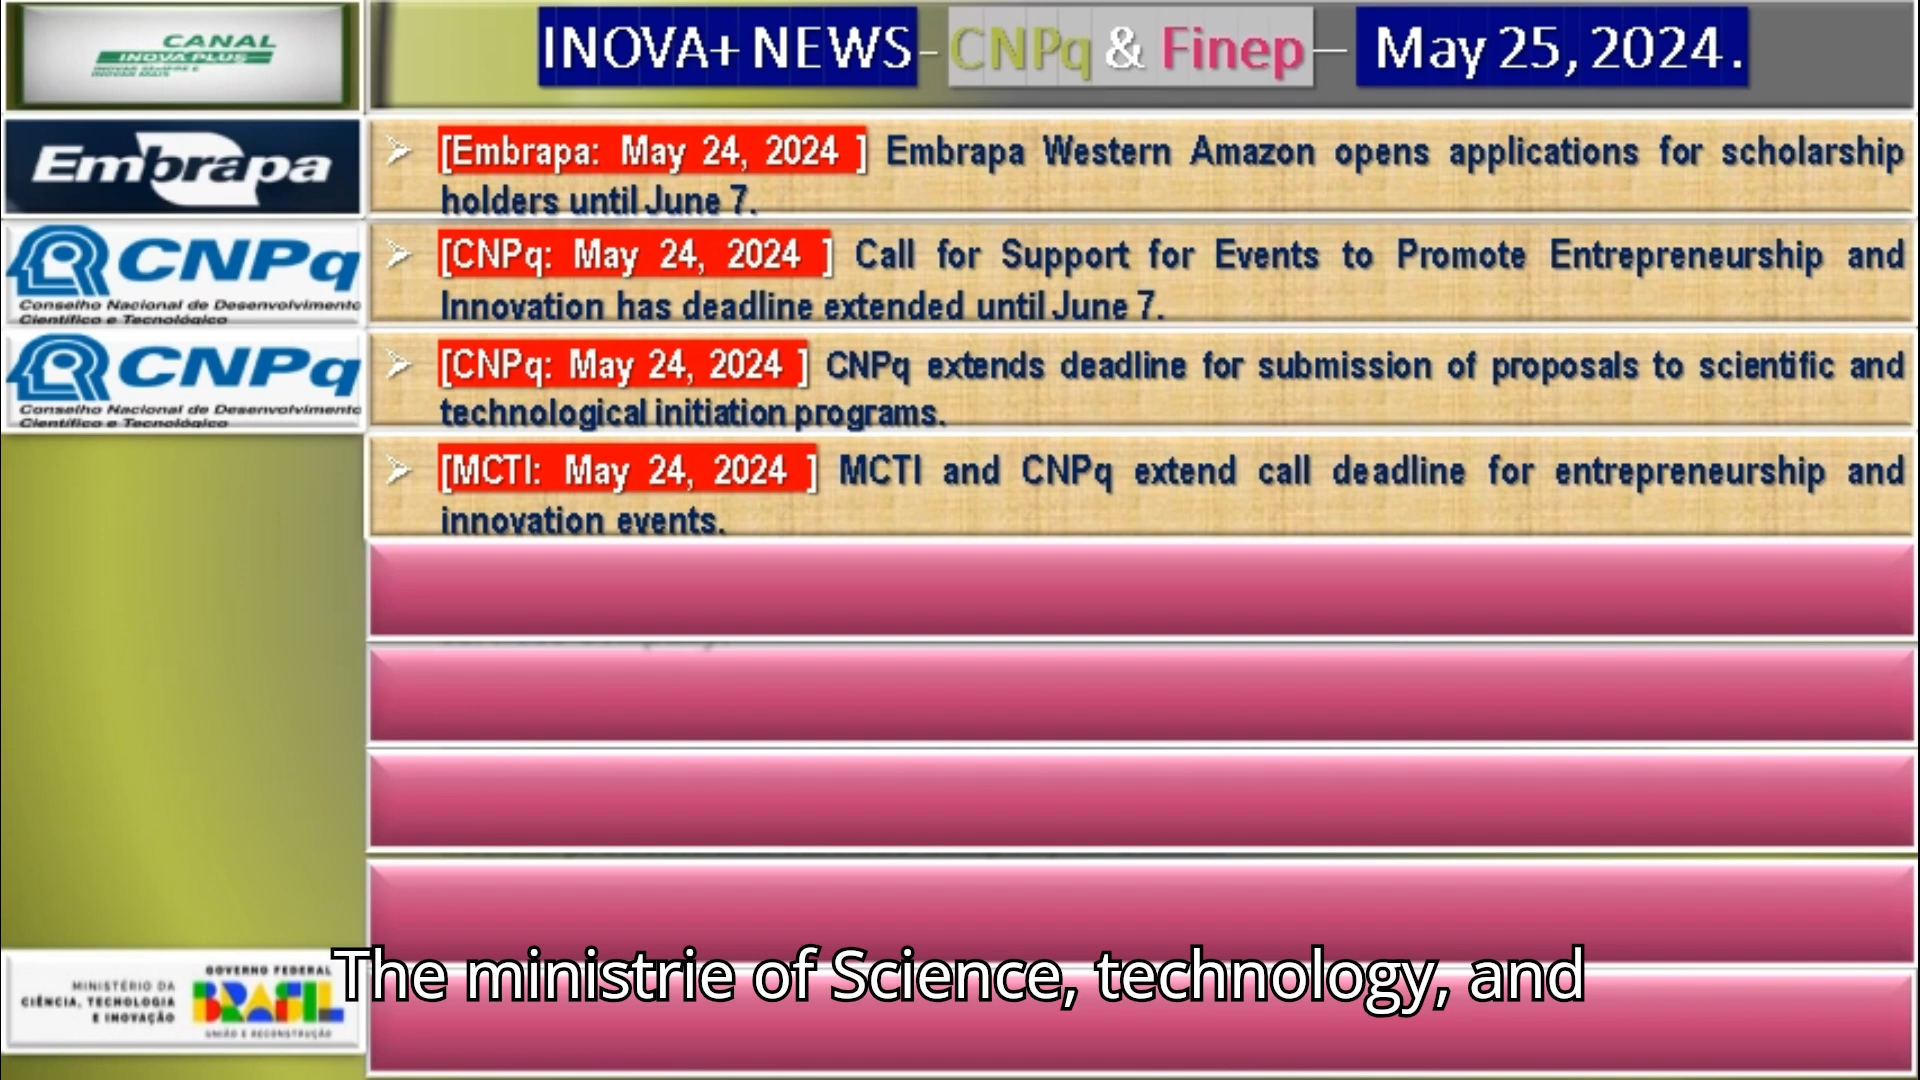 CANAL
INOVA PLUS
INOVA+ NEWS – CNPq & Finep – May 25, 2024.
Embrapa
[Embrapa: May 24, 2024 ] Embrapa Western Amazon opens applications for scholarship
holders until June 7.
CNPq
Conselho Nacional de Desenvolvimento
Científico e Tecnológico
[CNPq: May 24, 2024 ] Call for Support for Events to Promote Entrepreneurship and
Innovation has deadline extended until June 7.
CNPq
Conselho Nacional de Desenvolvimento
Científico e Tecnológico
[CNPq: May 24, 2024 ] CNPq extends deadline for submission of proposals to scientific and
technological initiation programs.
[MCTI: May 24, 2024 ] MCTI and CNPq extend call deadline for entrepreneurship and
innovation events.
MINISTÉRIO DA
CIÊNCIA, TECNOLOGIA
E INOVAÇÃO
GOVERNO FEDERAL
BRASIL
UNIÃO E RECONSTRUÇÃO
The ministrie of Science, technology, and